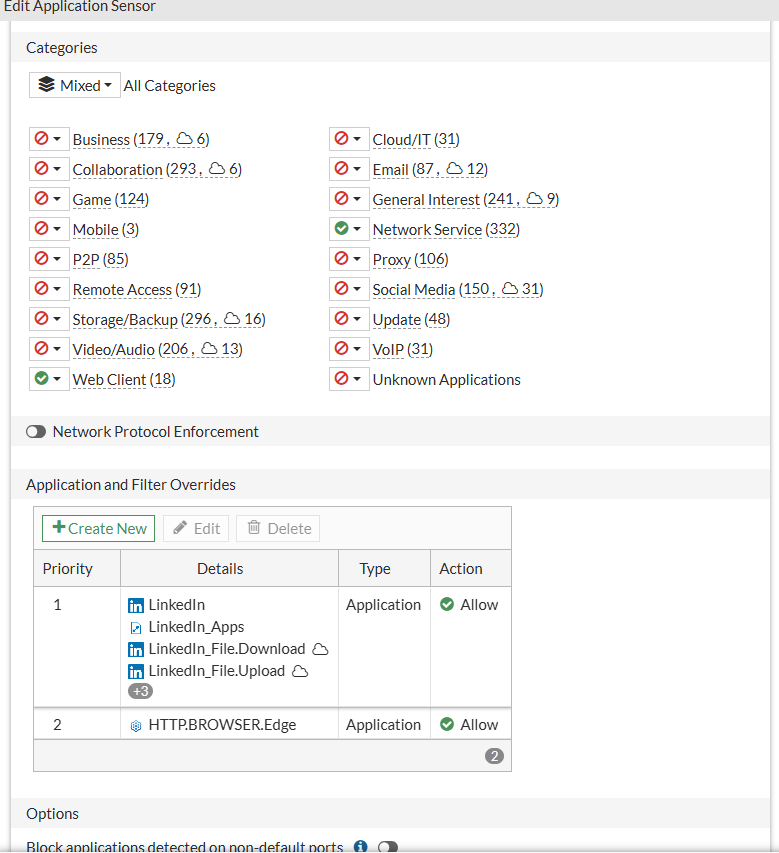 Edit Application Sensor
Categories
Mixed All Categories
Business (179, 6) Cloud/IT (31)
Collaboration (293, 6) Email (87, 12)
Game (124) General Interest (241, 9)
Mobile (3) Network Service (332)
P2P (85) Proxy (106)
Remote Access (91) Social Media (150, 31)
Storage/Backup (296, 16) Update (48)
Video/Audio (206, 13) VoIP (31)
Web Client (18) Unknown Applications
Network Protocol Enforcement
Application and Filter Overrides
Create New Edit Delete
Priority Details Type Action
1 LinkedIn Application Allow
LinkedIn_Apps
LinkedIn_File.Download
LinkedIn_File.Upload
+3
2 HTTP.BROWSER.Edge Application Allow
2
Options
Block applications detected on non-default ports